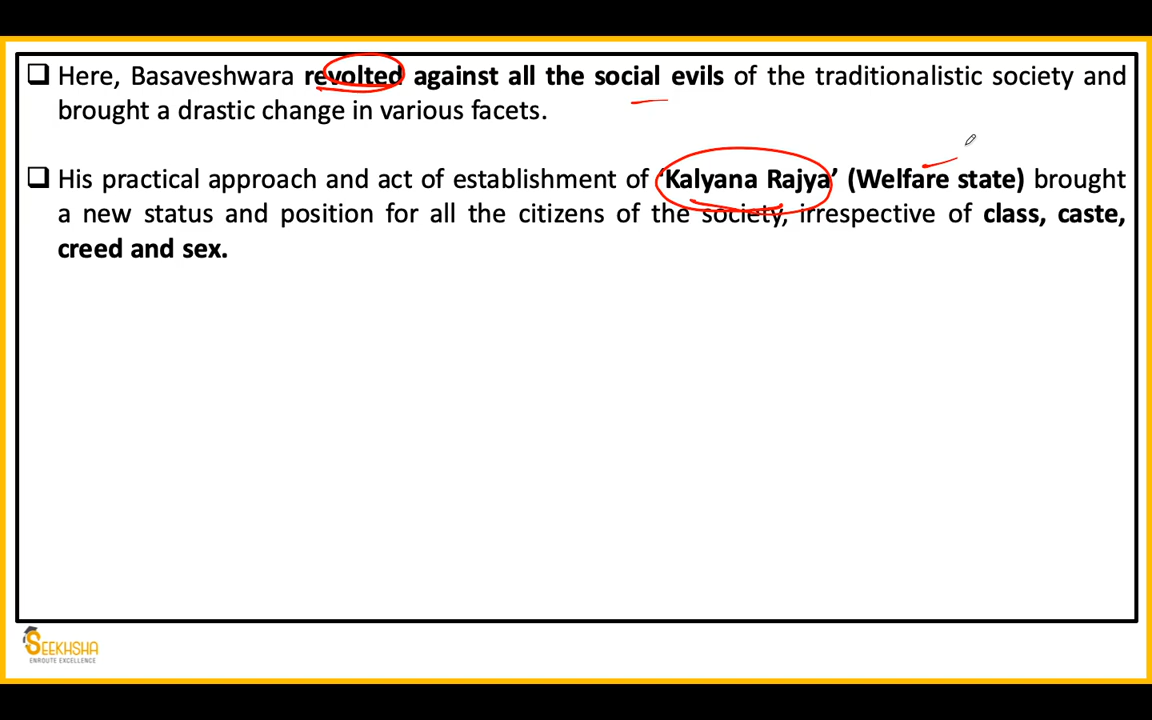 ❑ Here, Basaveshwara revolted against all the social evils of the traditionalistic society and
brought a drastic change in various facets.
❑ His practical approach and act of establishment of ‘Kalyana Rajya’ (Welfare state) brought
a new status and position for all the citizens of the society, irrespective of class, caste,
creed and sex.
SEEKHSHA
ENROUTE EXCELLENCE